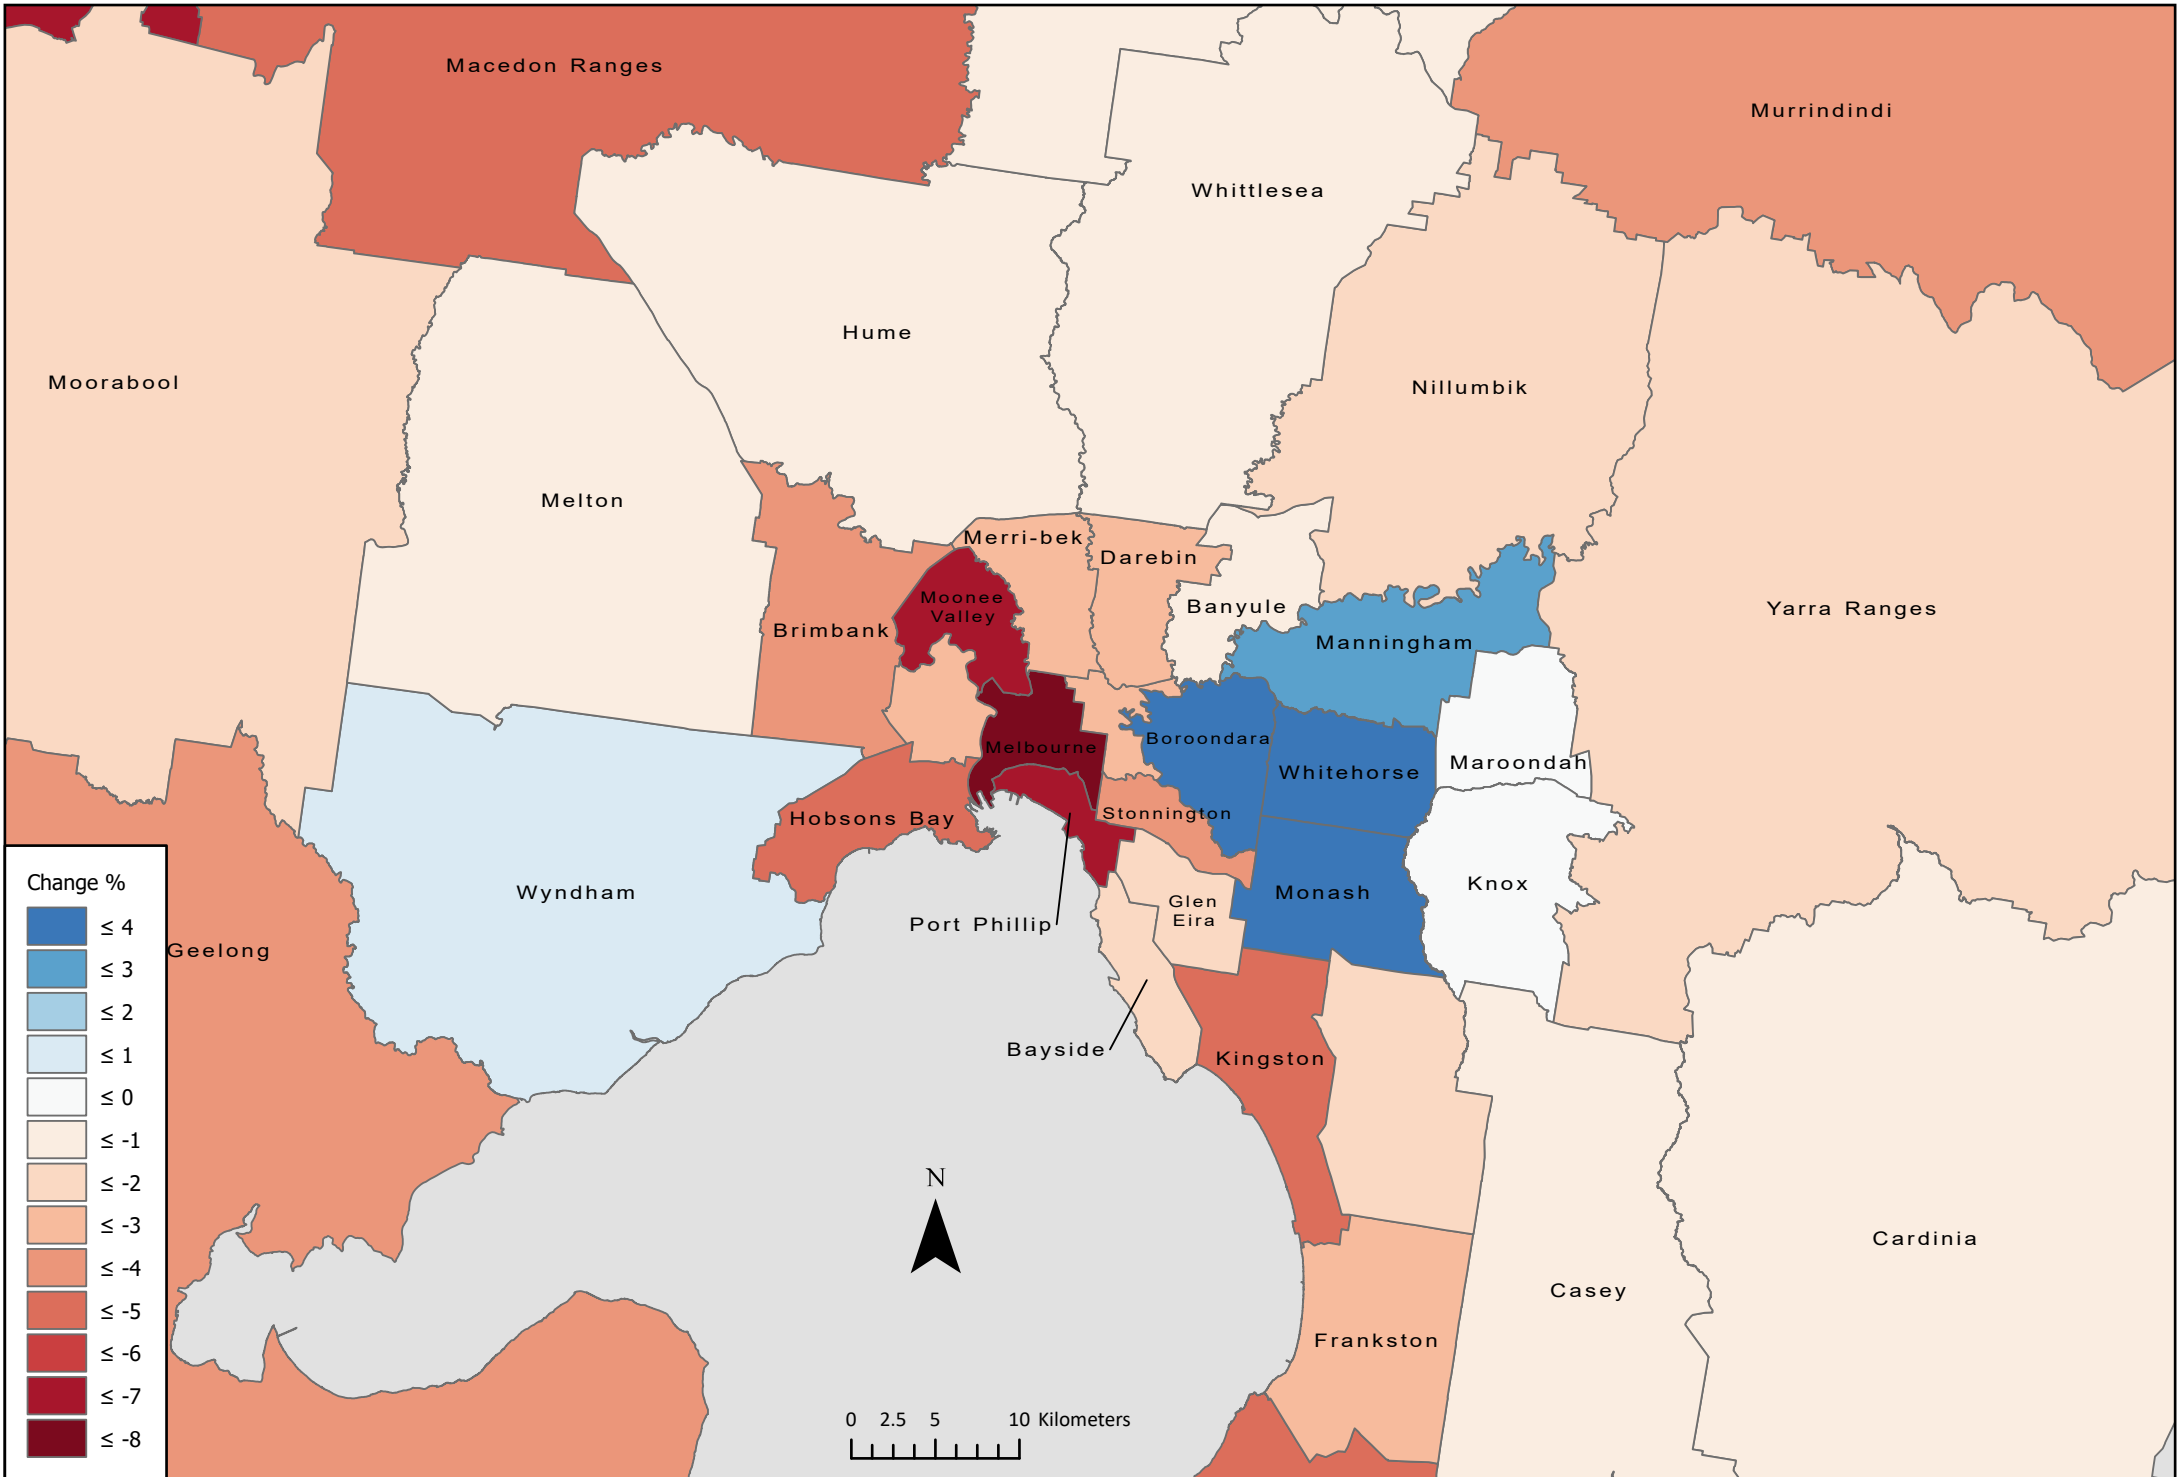 Macedon Ranges
Murrindindi
Whittlesea
Hume
Moorabool
Nillumbik
Melton
Merri-bek
Darebin
Moonee
Valley
Banyule
Yarra Ranges
Brimbank
Manningham
Boroondara
Melbourne
Maroondah
Whitehorse
Stonnington
Hobsons Bay
Knox
Wyndham
Monash
Glen
Eira
Port Phillip
Geelong
Bayside
Kingston
Cardinia
Casey
Frankston
Change %
≤ 4
≤ 3
≤ 2
≤ 1
≤ 0
≤ -1
≤ -2
≤ -3
≤ -4
≤ -5
≤ -6
≤ -7
≤ -8
N
0 2.5 5 10 Kilometers